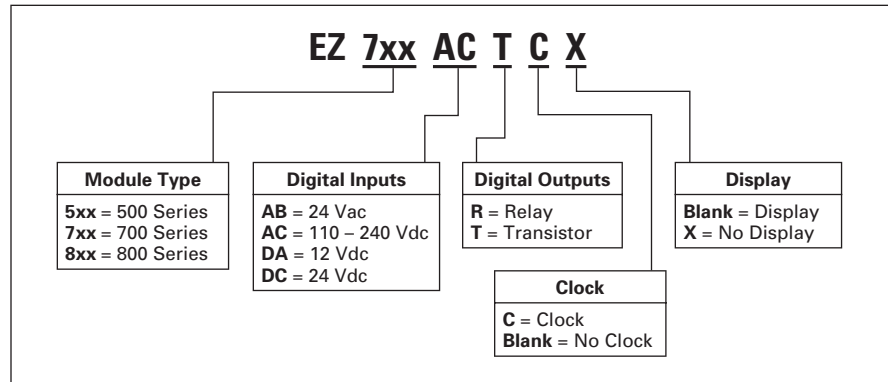 EZ 7xx AC T C X
Module Type
5xx = 500 Series
7xx = 700 Series
8xx = 800 Series
Digital Inputs
AB = 24 Vac
AC = 110 – 240 Vdc
DA = 12 Vdc
DC = 24 Vdc
Digital Outputs
R = Relay
T = Transistor
Display
Blank = Display
X = No Display
Clock
C = Clock
Blank = No Clock